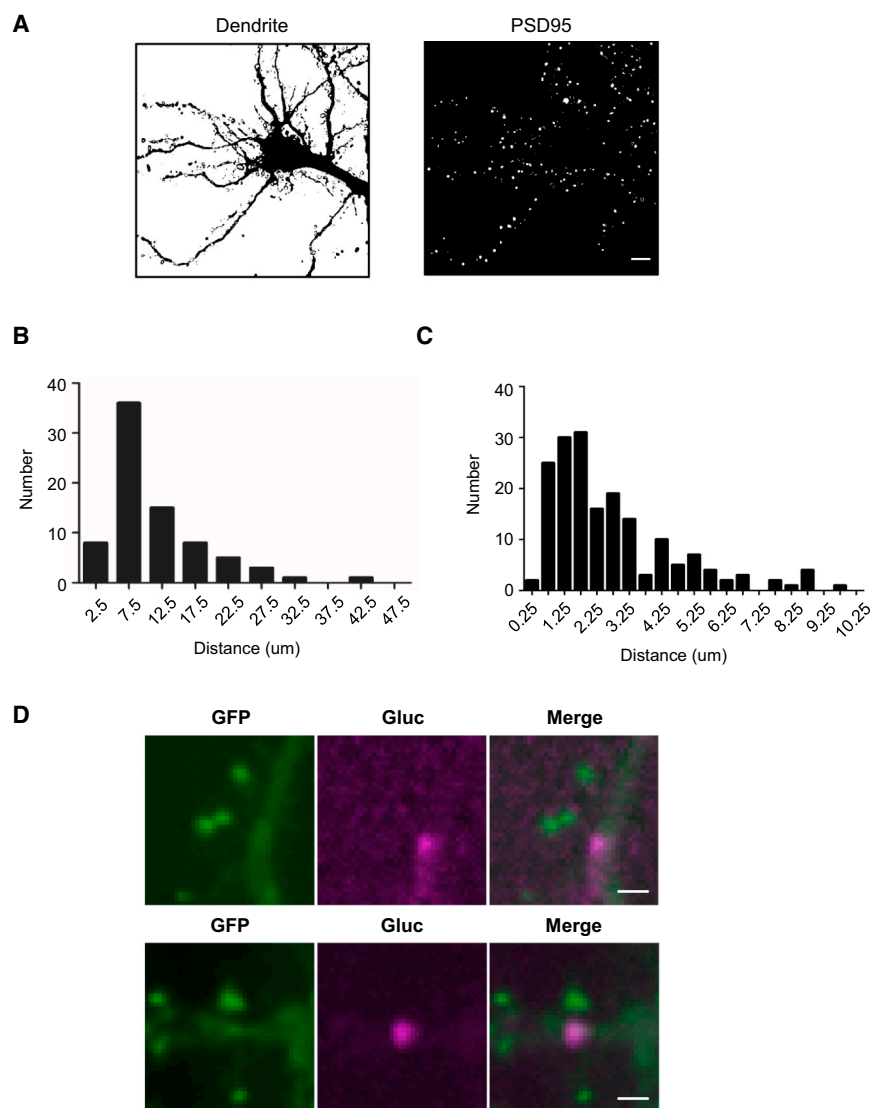 A
Dendrite
PSD95
B
40
30
20
10
0
Number
2.5 7.5 12.5 17.5 22.5 27.5 32.5 37.5 42.5 47.5
Distance (um)
C
40
30
20
10
0
Number
0.25 1.25 2.25 3.25 4.25 5.25 6.25 7.25 8.25 9.25 10.25
Distance (um)
D
GFP Gluc Merge
GFP Gluc Merge